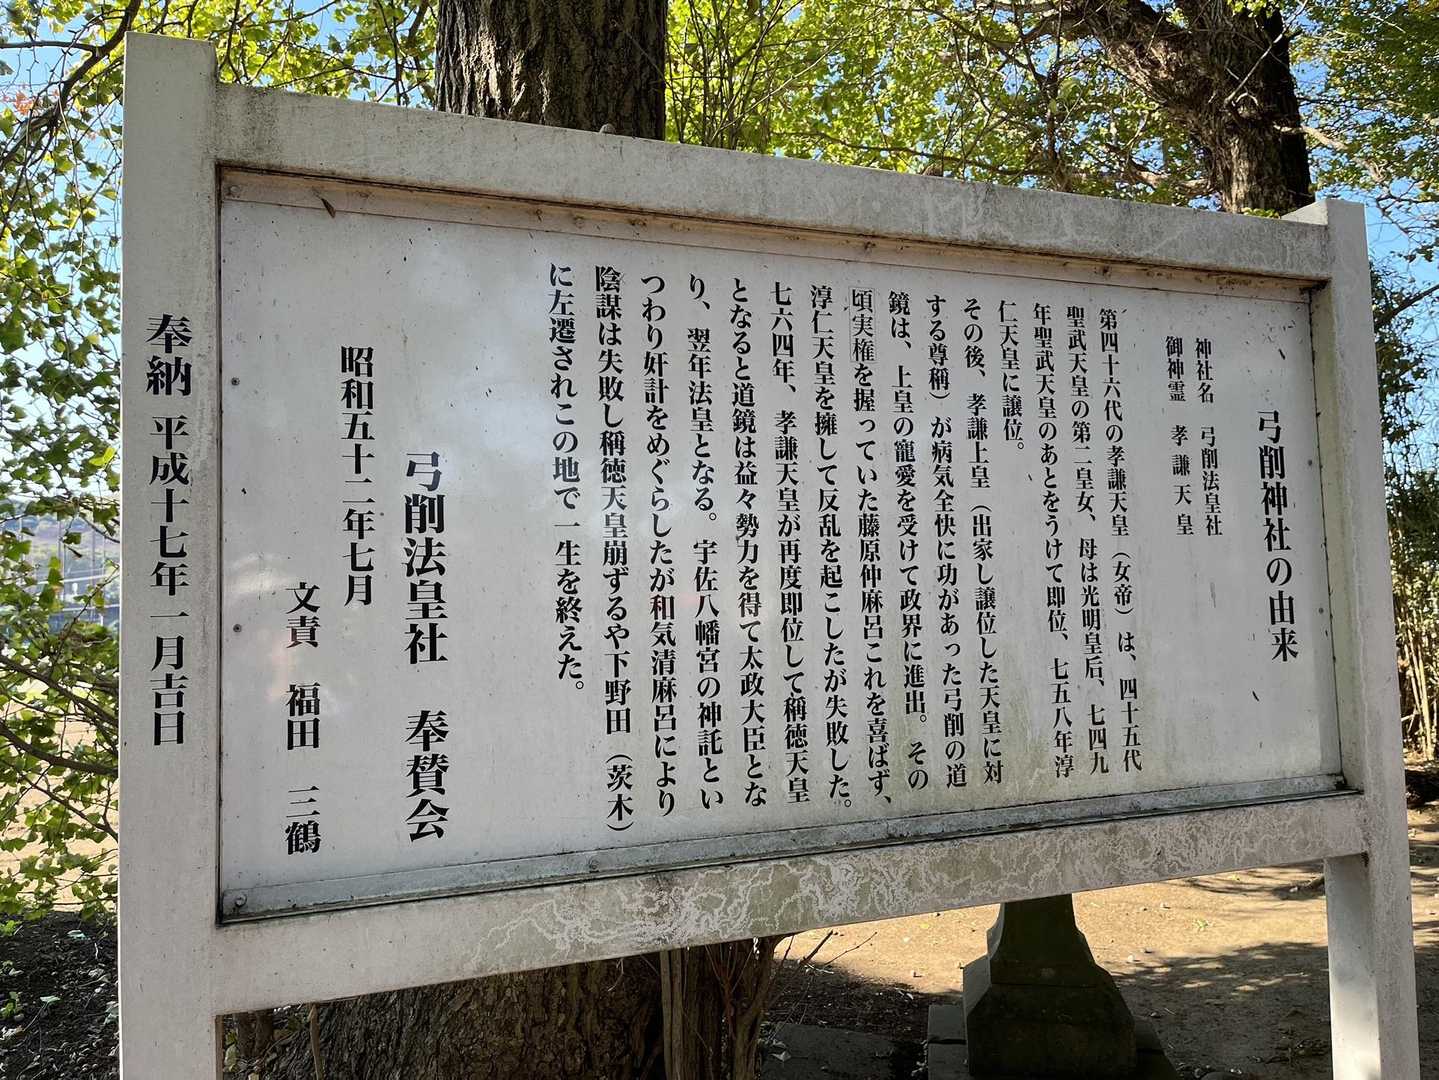 弓削神社の由来
神社名　弓削法皇社
御神霊　孝謙天皇
第四十六代の孝謙天皇（女帝）は、四十五代
聖武天皇の第二皇女、母は光明皇后、七四九
年聖武天皇のあとをうけて即位、七五八年淳
仁天皇に譲位。
その後、孝謙上皇（出家し譲位した天皇に対
する尊稱）が病気全快に功があった弓削の道
鏡は、上皇の寵愛を受けて政界に進出。その
頃実権を握っていた藤原仲麻呂これを喜ばず、
淳仁天皇を擁して反乱を起こしたが失敗した。
七六四年、孝謙天皇が再度即位して稱徳天皇
となると道鏡は益々勢力を得て太政大臣とな
り、翌年法皇となる。宇佐八幡宮の神託とい
つわり奸計をめぐらしたが和気清麻呂により
陰謀は失敗し稱徳天皇崩ずるや下野田（茨木）
に左遷されこの地で一生を終えた。
弓削法皇社　奉賛会
昭和五十二年七月
文責　福田　三鶴
奉納 平成十七年一月吉日